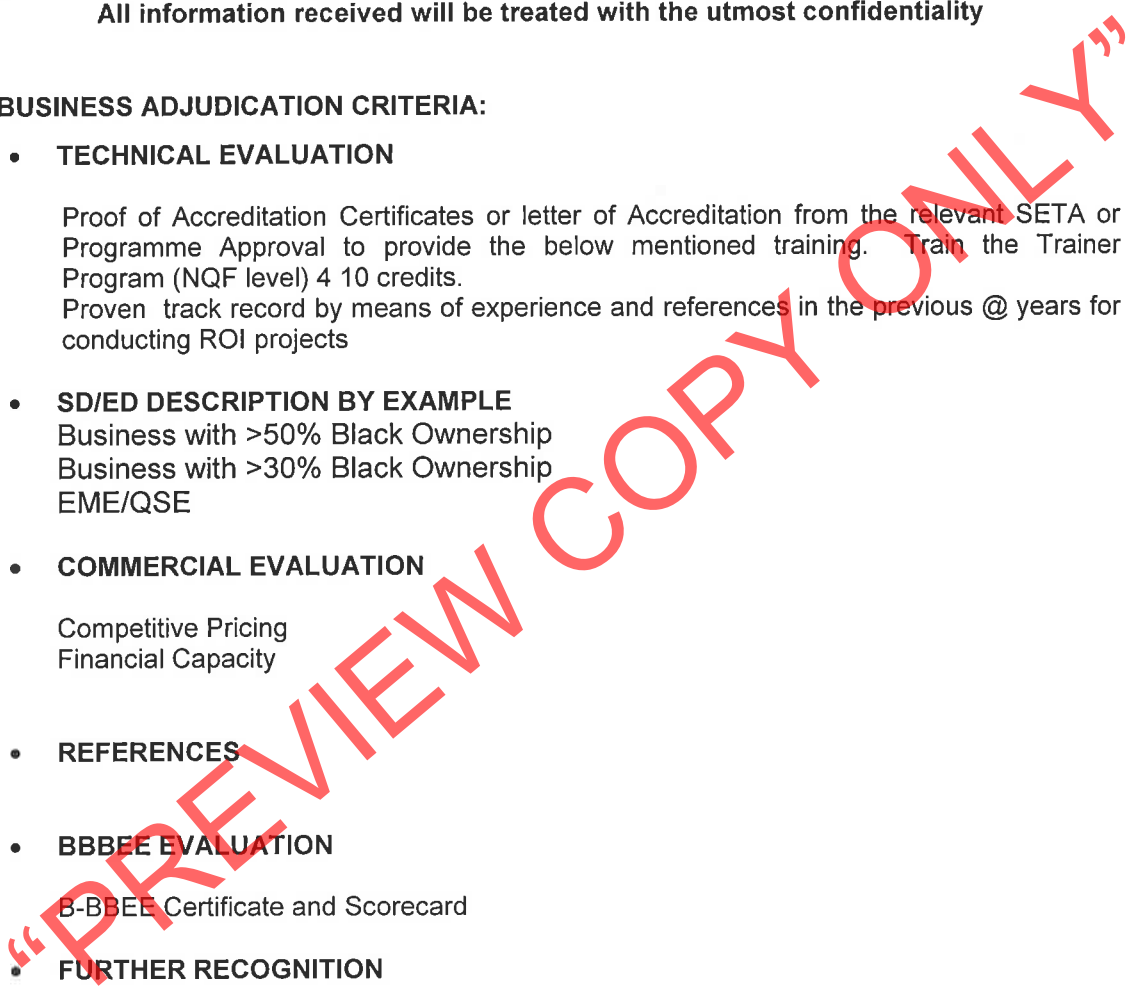 All information received will be treated with the utmost confidentiality
BUSINESS ADJUDICATION CRITERIA:
• TECHNICAL EVALUATION
Proof of Accreditation Certificates or letter of Accreditation from the relevant SETA or
Programme Approval to provide the below mentioned training. Train the Trainer
Program (NQF level) 4 10 credits.
Proven track record by means of experience and references in the previous @ years for
conducting ROI projects
• SD/ED DESCRIPTION BY EXAMPLE
Business with >50% Black Ownership
Business with >30% Black Ownership
EME/QSE
• COMMERCIAL EVALUATION
Competitive Pricing
Financial Capacity
• REFERENCES
• BBBEE EVALUATION
B-BBEE Certificate and Scorecard
• FURTHER RECOGNITION
“PREVIEW COPY ONLY”